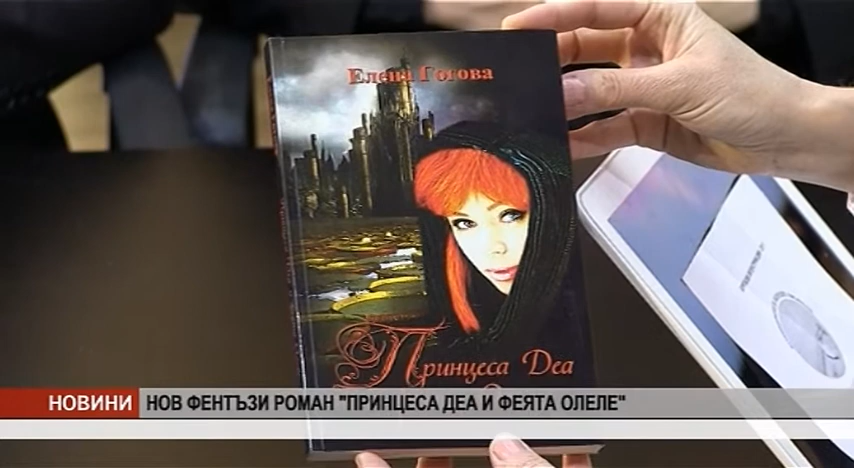 Елена Гогова
Принцеса Деа
НОВИНИ
НОВ ФЕНТЪЗИ РОМАН "ПРИНЦЕСА ДЕА И ФЕЯТА ОЛЕЛЕ"